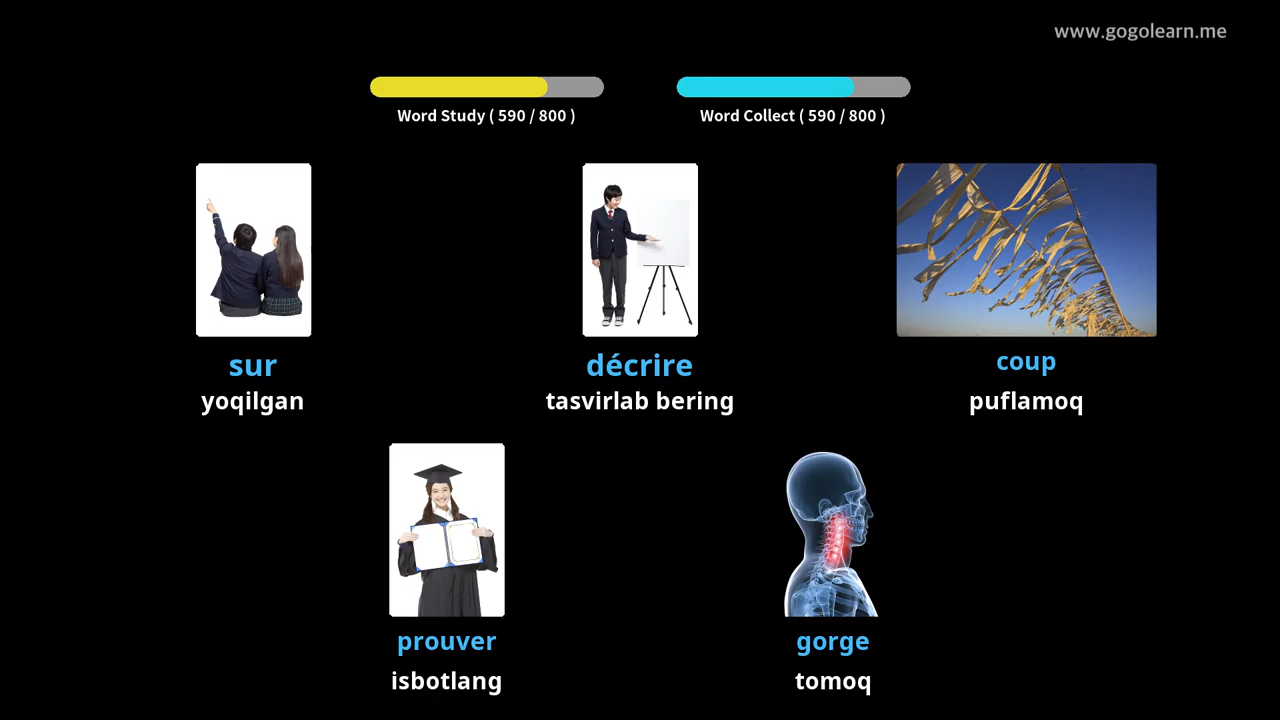 www.gogolearn.me
Word Study ( 590 / 800 )
Word Collect ( 590 / 800 )
sur
yoqilgan
décrire
tasvirlab bering
coup
puflamoq
prouver
isbotlang
gorge
tomoq